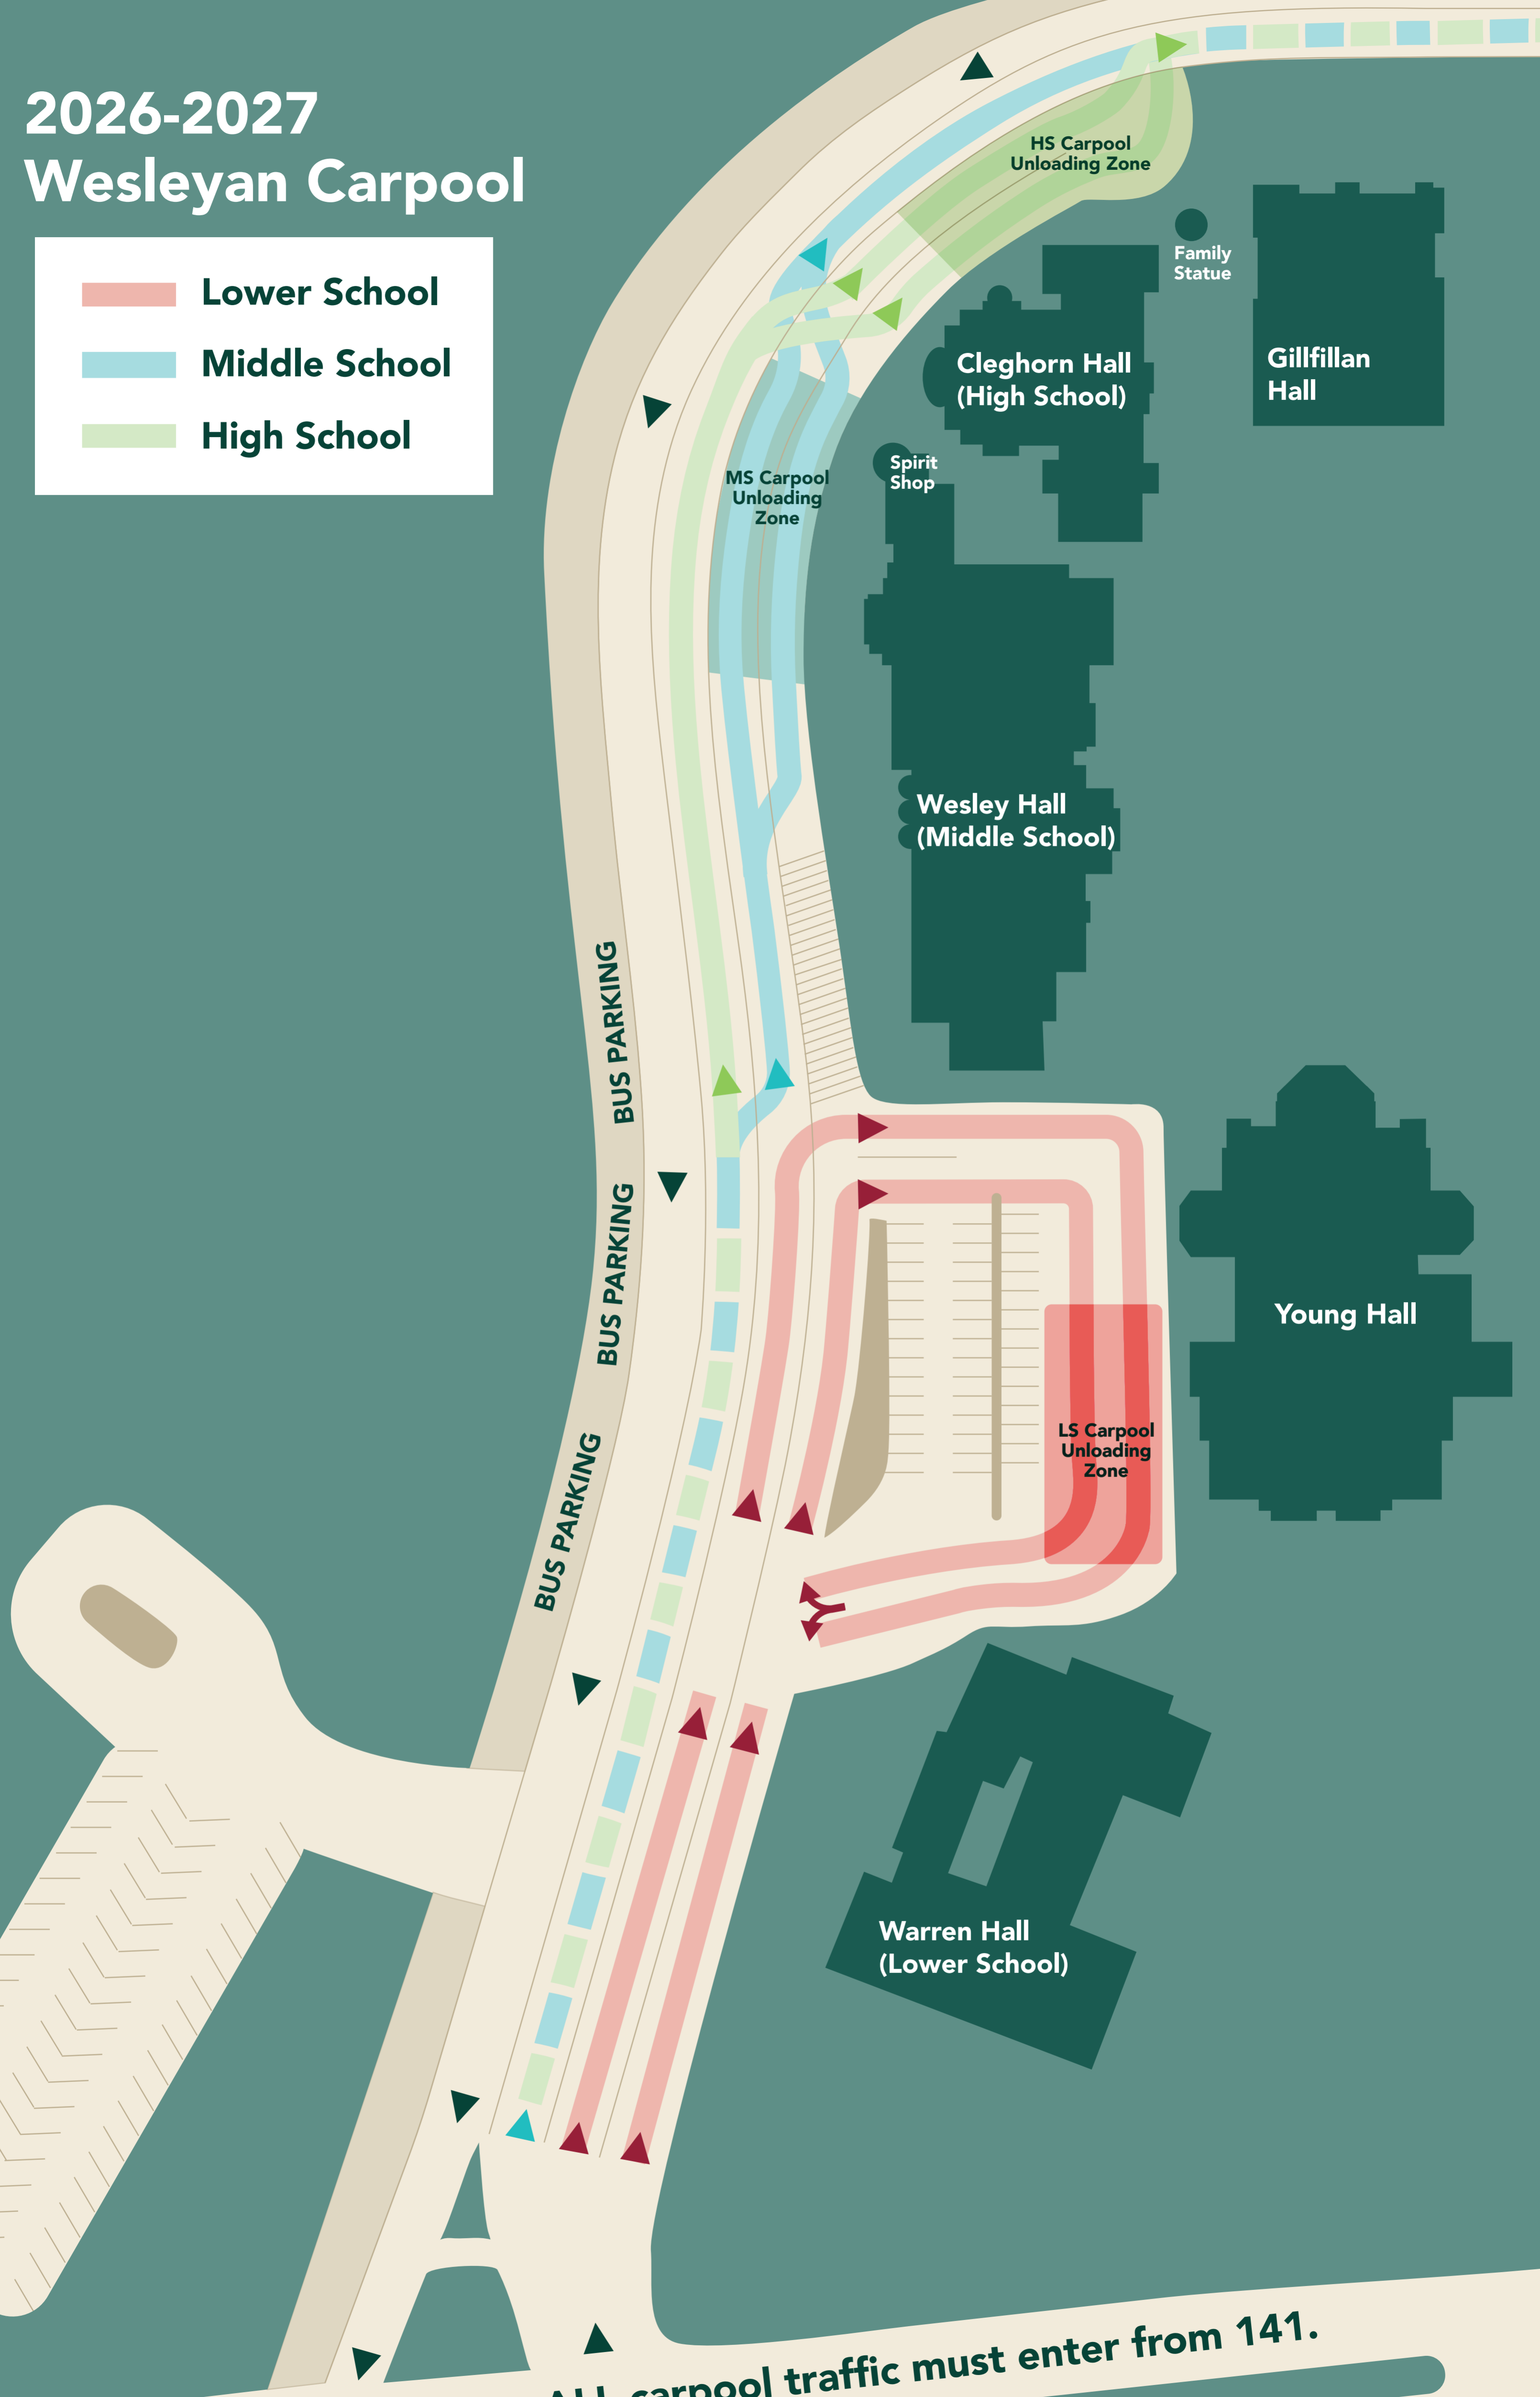 2026-2027
Wesleyan Carpool
Lower School
Middle School
High School
HS Carpool
Unloading Zone
Family
Statue
Gillfillan
Hall
Cleghorn Hall
(High School)
Spirit
Shop
MS Carpool
Unloading
Zone
Wesley Hall
(Middle School)
BUS PARKING
BUS PARKING
BUS PARKING
Young Hall
LS Carpool
Unloading
Zone
Warren Hall
(Lower School)
ALL carpool traffic must enter from 141.